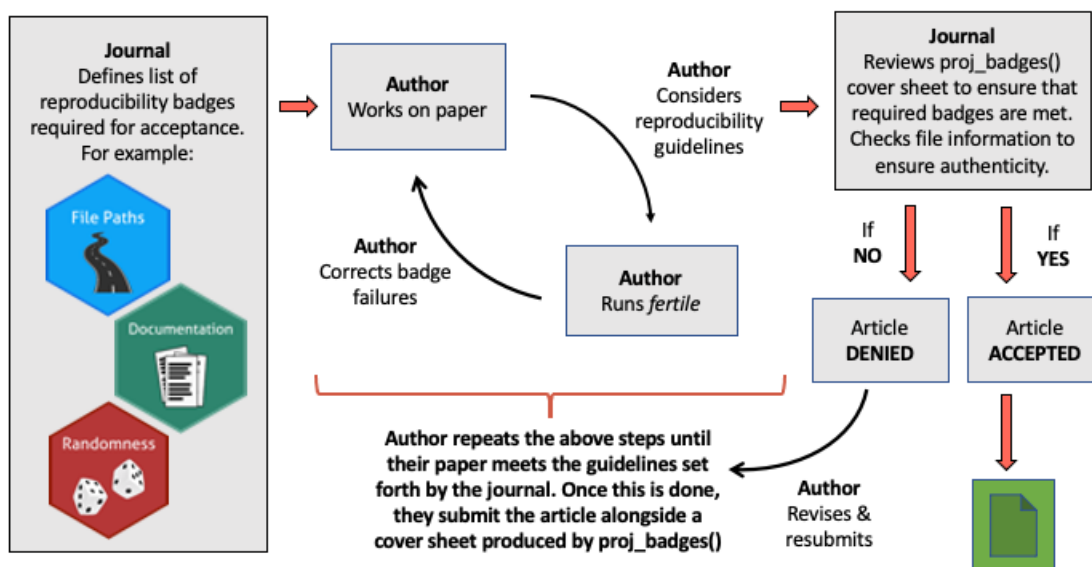 Journal
Defines list of
reproducibility badges
required for acceptance.
For example:
File Paths
Documentation
Randomness
Author
Works on paper
Author
Considers
reproducibility
guidelines
Author
Corrects badge
failures
Author
Runs fertile
Author repeats the above steps until
their paper meets the guidelines set
forth by the journal. Once this is done,
they submit the article alongside a
cover sheet produced by proj_badges()
Journal
Reviews proj_badges()
cover sheet to ensure that
required badges are met.
Checks file information to
ensure authenticity.
If
NO
If
YES
Article
DENIED
Article
ACCEPTED
Author
Revises &
resubmits